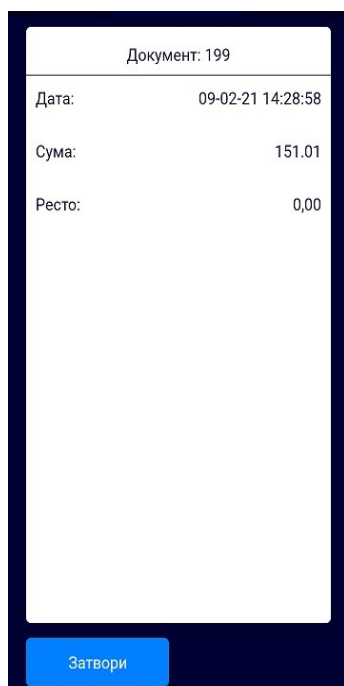 Документ: 199
Дата: 09-02-21 14:28:58
Сума: 151.01
Ресто: 0,00
Затвори